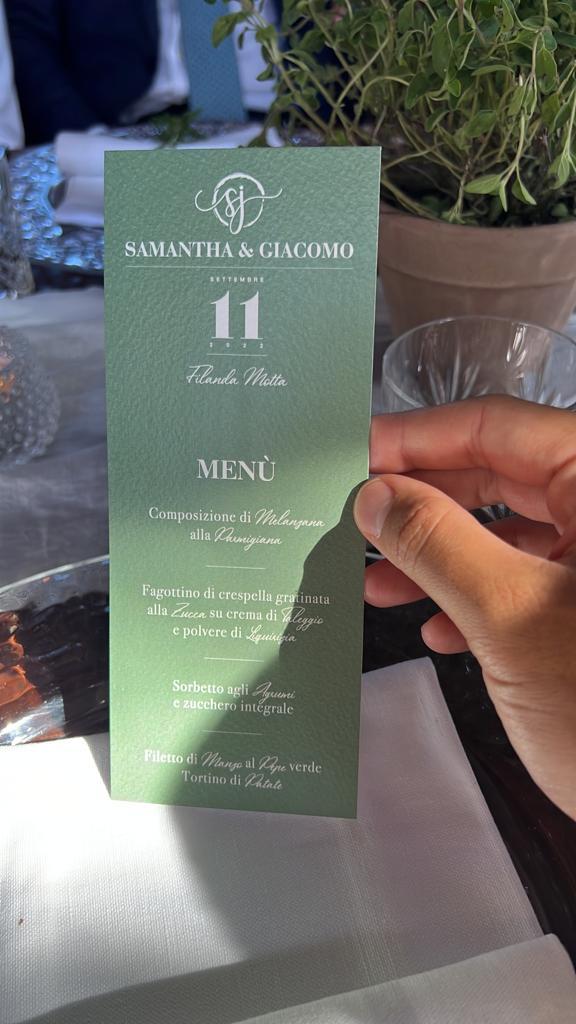 sj
SAMANTHA & GIACOMO
SETTEMBRE
11
2022
Filanda Motta
MENÙ
Composizione di Melanzana
alla Parmigiana
Fagottino di crespella gratinata
alla Zucca su crema di Taleggio
e polvere di Liquirizia
Sorbetto agli Agrumi
e zucchero integrale
Filetto di Manzo al Pepe verde
Tortino di Patate